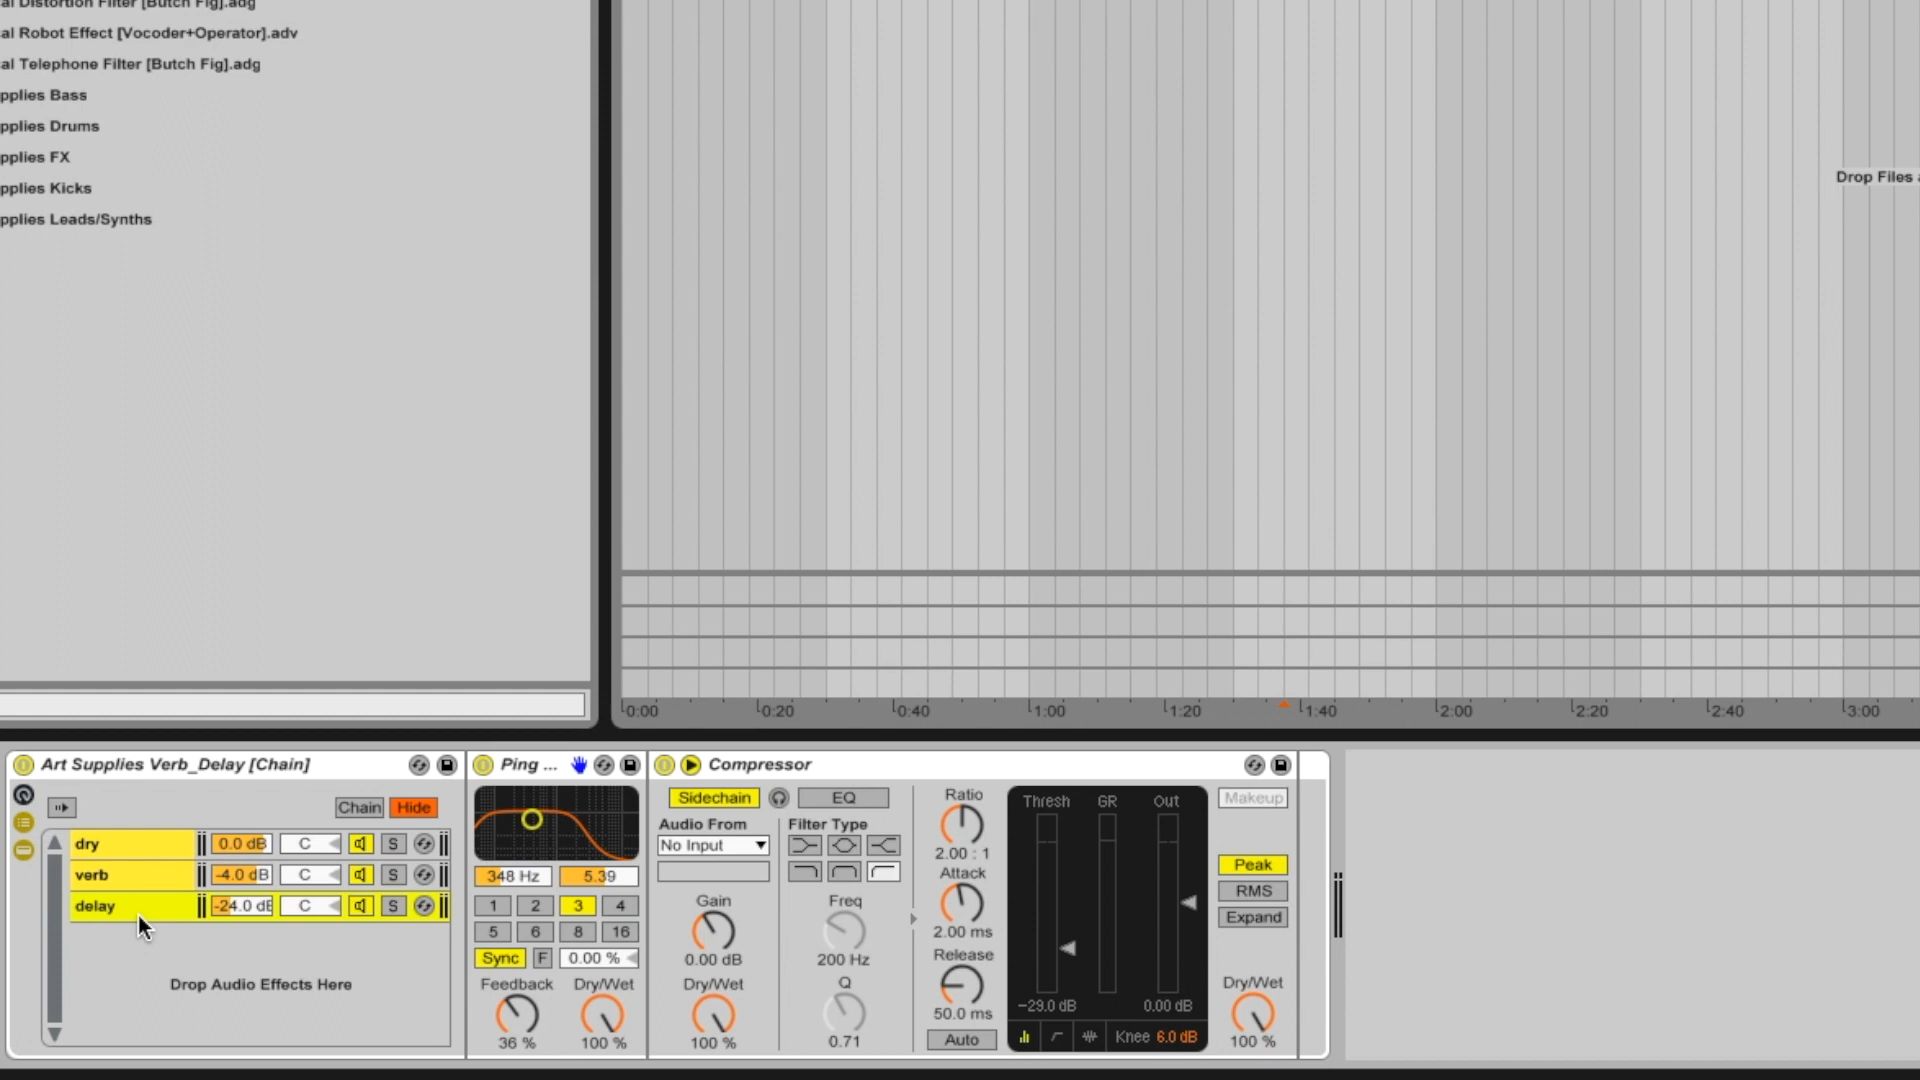 al Distortion Filter [Butch Fig].adg
al Robot Effect [Vocoder+Operator].adv
al Telephone Filter [Butch Fig].adg
pplies Bass
pplies Drums
pplies FX
pplies Kicks
pplies Leads/Synths
Drop Files
0:00 0:20 0:40 1:00 1:20 1:40 2:00 2:20 2:40 3:00
Art Supplies Verb_Delay [Chain]
Chain Hide
dry 0.0 dB C S
verb -4.0 dB C S
delay -24.0 dB C S
Drop Audio Effects Here
Ping ...
348 Hz 5.39
1 2 3 4
5 6 8 16
Sync F 0.00 %
Feedback Dry/Wet
36 % 100 %
Compressor
Sidechain EQ
Audio From Filter Type
No Input
Gain Freq
0.00 dB 200 Hz
Dry/Wet Q
100 % 0.71
Ratio
2.00 : 1
Attack
2.00 ms
Release
50.0 ms
Auto
Thresh GR Out
-29.0 dB 0.00 dB
Knee 6.0 dB
Makeup
Peak
RMS
Expand
Dry/Wet
100 %